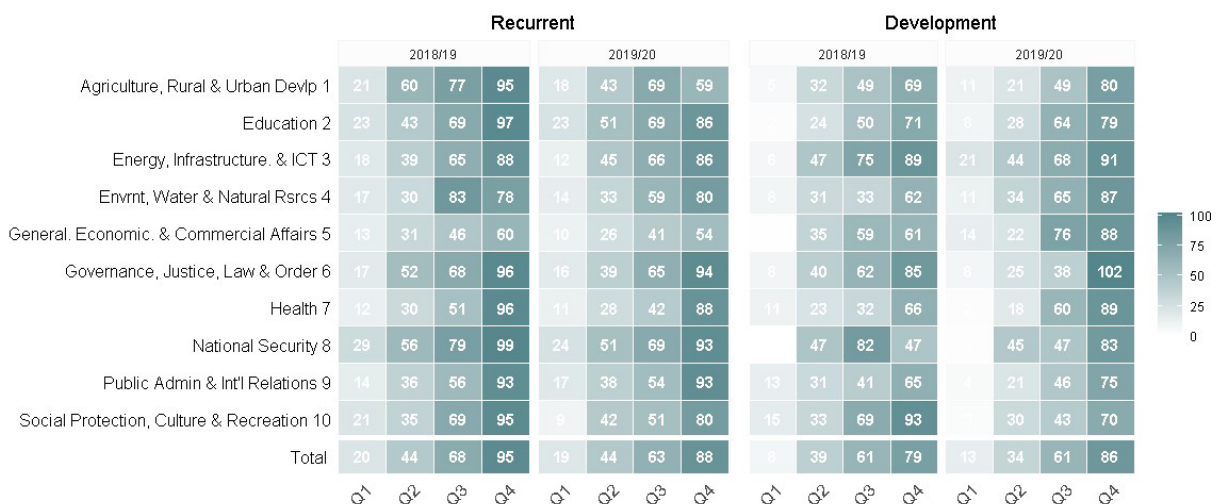 Recurrent Development
2018/19 2019/20 2018/19 2019/20
Agriculture, Rural & Urban Devlp 1 21 60 77 95 18 43 69 59 5 32 49 69 11 21 49 80
Education 2 23 43 69 97 23 51 69 86 24 50 71 8 28 64 79
Energy, Infrastructure. & ICT 3 18 39 65 88 12 45 66 86 6 47 75 89 21 44 68 91
Envrnt, Water & Natural Rsrcs 4 17 30 83 78 14 33 59 80 8 31 33 62 11 34 65 87
General. Economic. & Commercial Affairs 5 13 31 46 60 10 26 41 54 35 59 61 14 22 76 88
Governance, Justice, Law & Order 6 17 52 68 96 16 39 65 94 8 40 62 85 25 38 102
Health 7 12 30 51 96 11 28 42 88 11 23 32 66 18 60 89
National Security 8 29 56 79 99 24 51 69 93 47 82 47 45 47 83
Public Admin & Int'l Relations 9 14 36 56 93 17 38 54 93 13 31 41 65 4 21 46 75
Social Protection, Culture & Recreation 10 21 35 69 95 9 42 51 80 15 33 69 93 30 43 70
Total 20 44 68 95 19 44 63 88 39 61 79 13 34 61 86
Q1 Q2 Q3 Q4 Q1 Q2 Q3 Q4 Q1 Q2 Q3 Q4 Q1 Q2 Q3 Q4
100
75
50
25
0